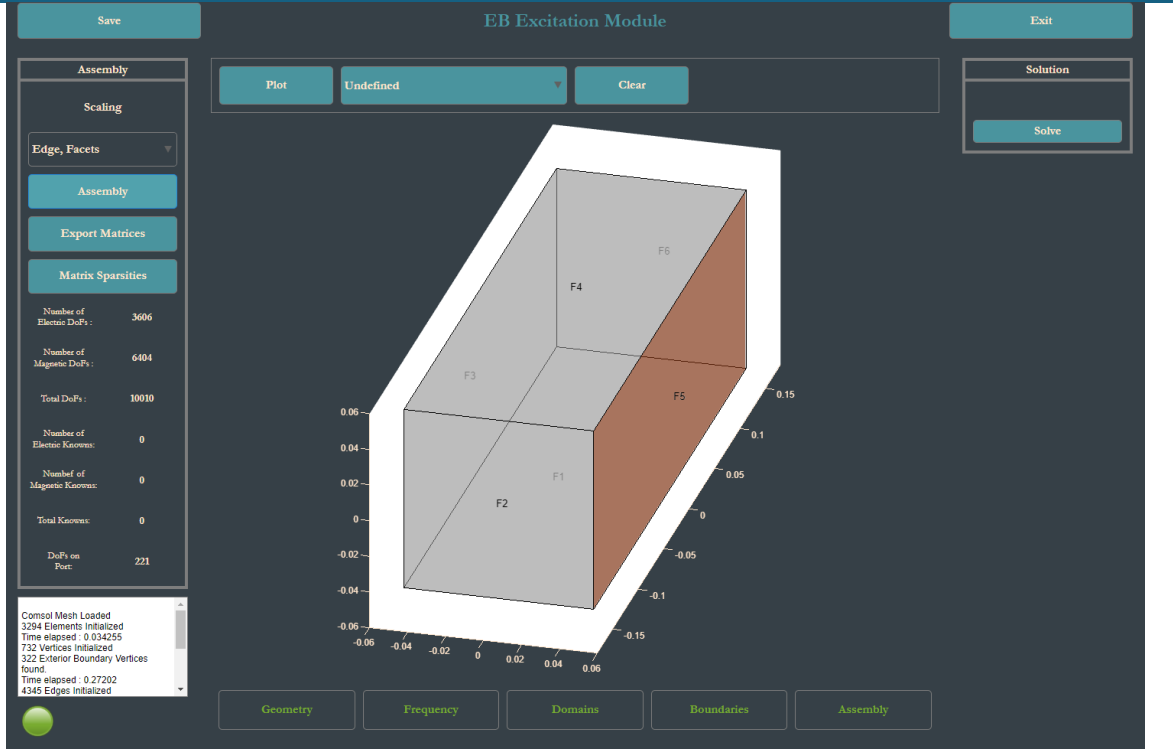 Save
EB Excitation Module
Exit
Assembly
Scaling
Edge, Facets
Assembly
Export Matrices
Matrix Sparsities
Number of
Electric DoFs :
3606
Number of
Magnetic DoFs :
6404
Total DoFs :
10010
Number of
Electric Knowns:
0
Numbef of
Magnetic Knowns:
0
Total Knowns:
0
DoFs on
Port:
221
Comsol Mesh Loaded
3294 Elements Initialized
Time elapsed : 0.034255
732 Vertices Initialized
322 Exterior Boundary Vertices
found.
Time elapsed : 0.27202
4345 Edges Initialized
Plot
Undefined
Clear
F6
F4
F3
F5
F1
F2
0.06
0.04
0.02
0
-0.02
-0.04
-0.06
-0.06
-0.04
-0.02
0
0.02
0.04
0.06
0.15
0.1
0.05
0
-0.05
-0.1
-0.15
Solution
Solve
Geometry
Frequency
Domains
Boundaries
Assembly